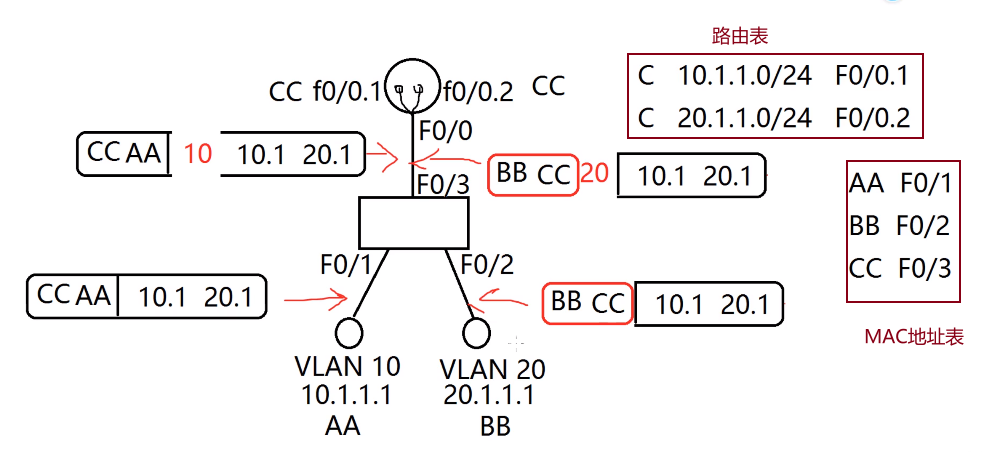 路由表
C 10.1.1.0/24 F0/0.1
C 20.1.1.0/24 F0/0.2
CC f0/0.1 f0/0.2 CC
F0/0
CC AA 10 10.1 20.1
BB CC 20 10.1 20.1
F0/3
AA F0/1
BB F0/2
CC F0/3
MAC地址表
F0/1 F0/2
CC AA 10.1 20.1
BB CC 10.1 20.1
VLAN 10
10.1.1.1
AA
VLAN 20
20.1.1.1
BB